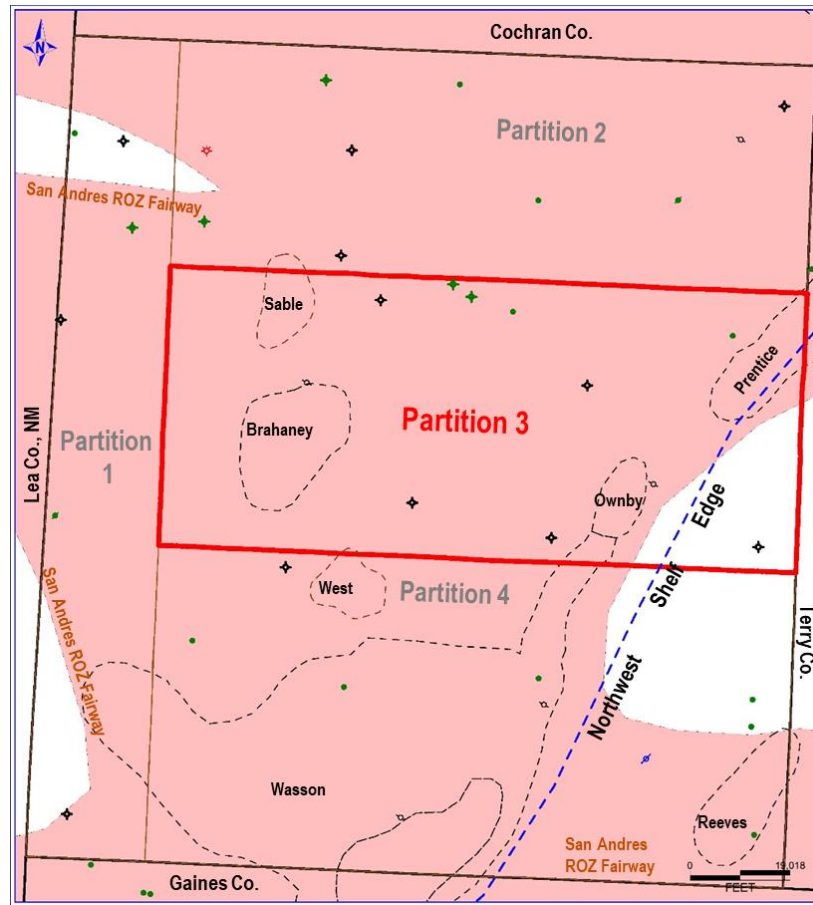 N
Cochran Co.
Partition 2
San Andres ROZ Fairway
Sable
Prentice
Brahaney
Partition 3
Partition
1
Lea Co., NM
Ownby
Edge
West
Partition 4
Shelf
Terry Co.
San Andres ROZ Fairway
Northwest
Wasson
Reeves
San Andres
ROZ Fairway
0 19,018
FEET
Gaines Co.